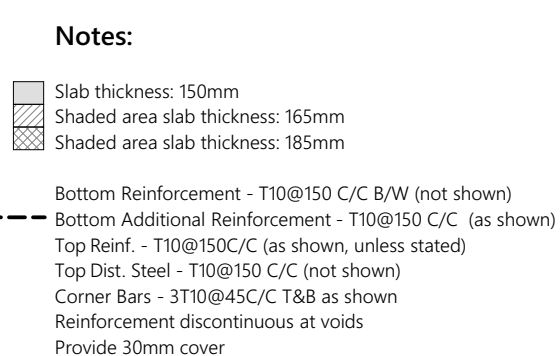 Notes:
Slab thickness: 150mm
Shaded area slab thickness: 165mm
Shaded area slab thickness: 185mm
Bottom Reinforcement - T10@150 C/C B/W (not shown)
Bottom Additional Reinforcement - T10@150 C/C (as shown)
Top Reinf. - T10@150C/C (as shown, unless stated)
Top Dist. Steel - T10@150 C/C (not shown)
Corner Bars - 3T10@45C/C T&B as shown
Reinforcement discontinuous at voids
Provide 30mm cover